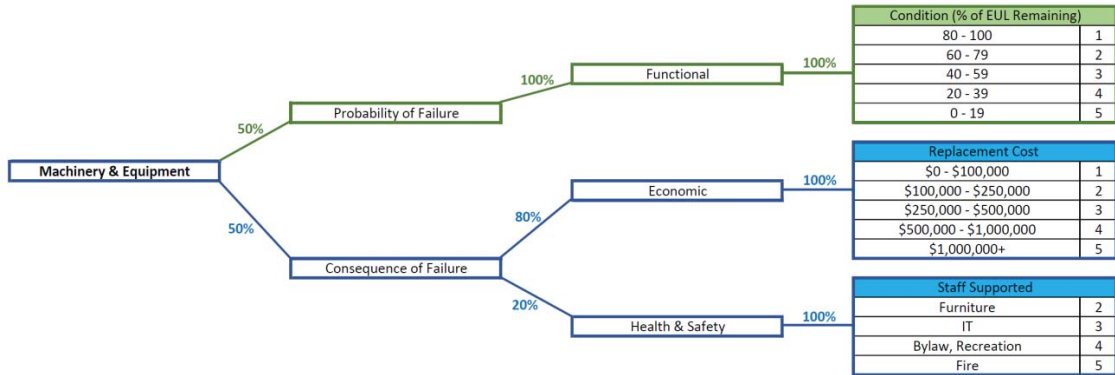 Condition (% of EUL Remaining)
80 - 100 1
60 - 79 2
40 - 59 3
20 - 39 4
0 - 19 5
100%
Functional
100%
Probability of Failure
50%
Machinery & Equipment
50%
Consequence of Failure
80%
Economic
100%
Replacement Cost
$0 - $100,000 1
$100,000 - $250,000 2
$250,000 - $500,000 3
$500,000 - $1,000,000 4
$1,000,000+ 5
20%
Health & Safety
100%
Staff Supported
Furniture 2
IT 3
Bylaw, Recreation 4
Fire 5